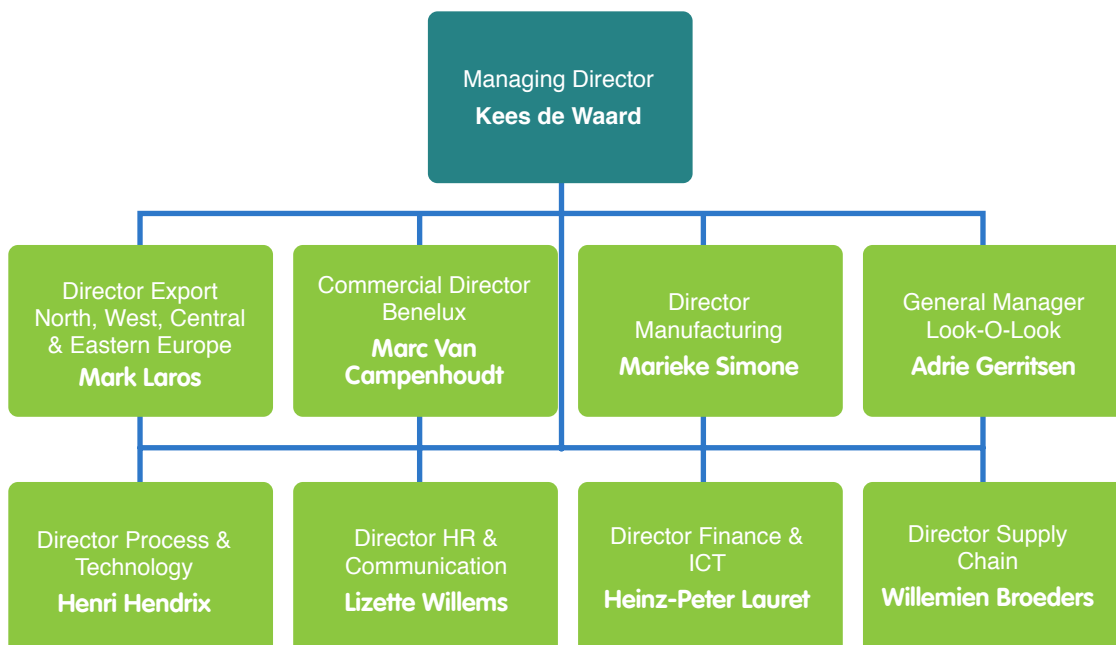 Managing Director
Kees de Waard
Director Export
North, West, Central
& Eastern Europe
Mark Laros
Commercial Director
Benelux
Marc Van
Campenhoudt
Director
Manufacturing
Marieke Simone
General Manager
Look-O-Look
Adrie Gerritsen
Director Process &
Technology
Henri Hendrix
Director HR &
Communication
Lizette Willems
Director Finance &
ICT
Heinz-Peter Lauret
Director Supply
Chain
Willemien Broeders